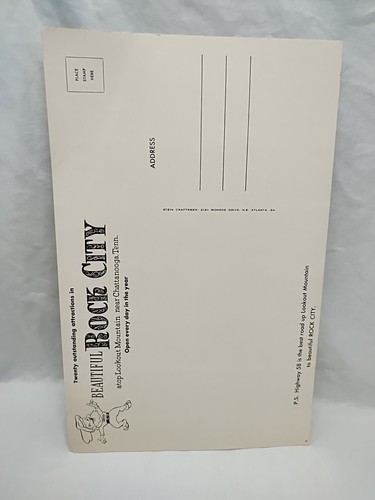 Twenty outstanding attractions in
BEAUTIFUL ROCK CITY
atop Lookout Mountain near Chattanooga, Tenn.
Open every day in the year
PLACE
STAMP
HERE
ADDRESS
P.S. Highway 58 is the best road up Lookout Mountain
to beautiful ROCK CITY.